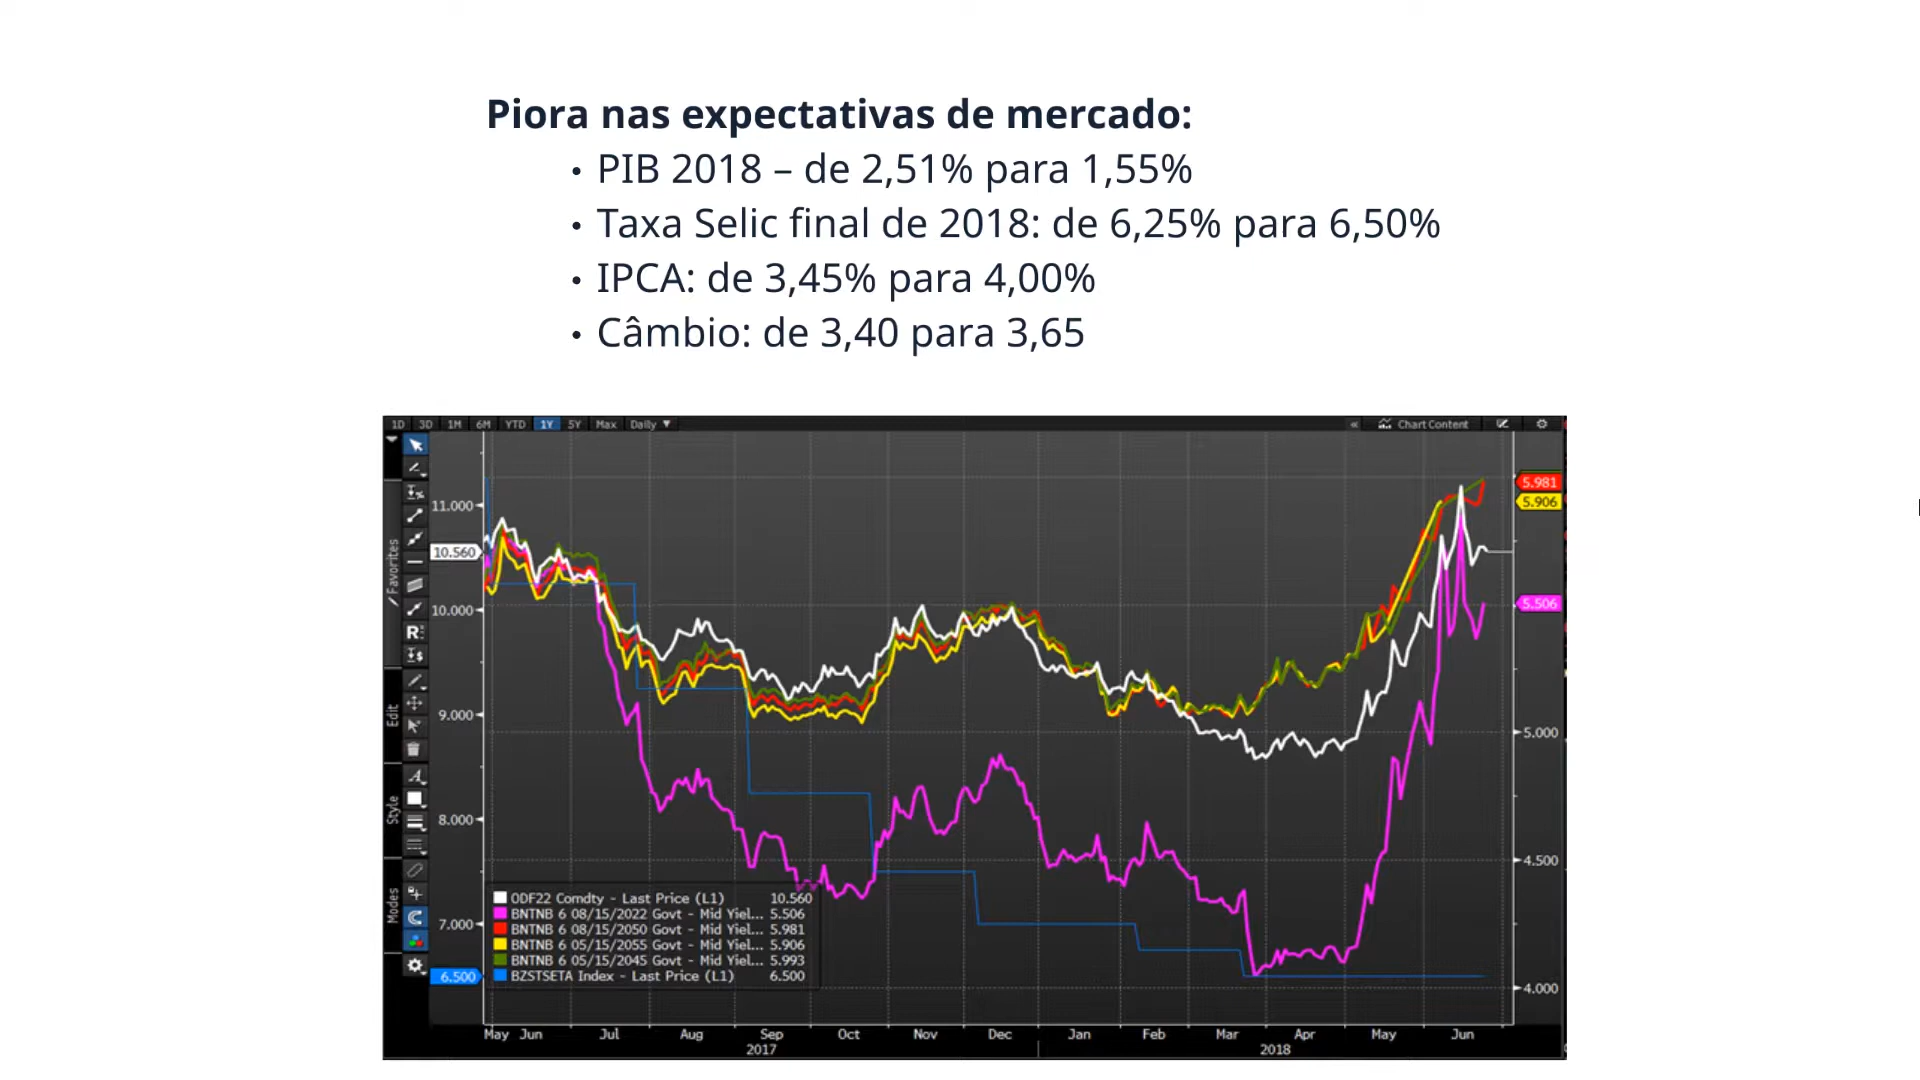 Piora nas expectativas de mercado:
• PIB 2018 – de 2,51% para 1,55%
• Taxa Selic final de 2018: de 6,25% para 6,50%
• IPCA: de 3,45% para 4,00%
• Câmbio: de 3,40 para 3,65
1D 3D 1M 6M YTD 1Y 5Y Max Daily ▼ « Chart Content
Favorites
Edit
Style
Modes
11.000
10.560
10.000
9.000
8.000
7.000
6.500
5.981
5.906
5.506
5.000
4.500
4.000
ODF22 Comdty - Last Price (L1) 10.560
BNTNB 6 08/15/2022 Govt - Mid Yiel... 5.506
BNTNB 6 08/15/2050 Govt - Mid Yiel... 5.981
BNTNB 6 05/15/2055 Govt - Mid Yiel... 5.906
BNTNB 6 05/15/2045 Govt - Mid Yiel... 5.993
BZSTSETA Index - Last Price (L1) 6.500
May Jun Jul Aug Sep Oct Nov Dec Jan Feb Mar Apr May Jun
2017 2018